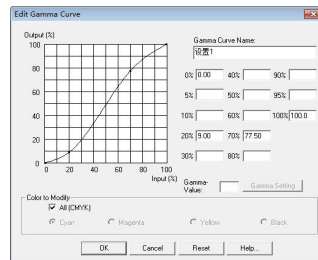 Edit Gamma Curve
Output (%)
100
80
60
40
20
0
0 20 40 60 80 100
Input (%)
Gamma Curve Name:
设置1
0% 0.00 40% 90%
5% 50% 95%
10% 60% 100% 100.0
20% 9.00 70% 77.50
30% 80%
Gamma-Value: Gamma Setting
Color to Modify
All (CMYK)
Cyan Magenta Yellow Black
OK Cancel Reset Help...